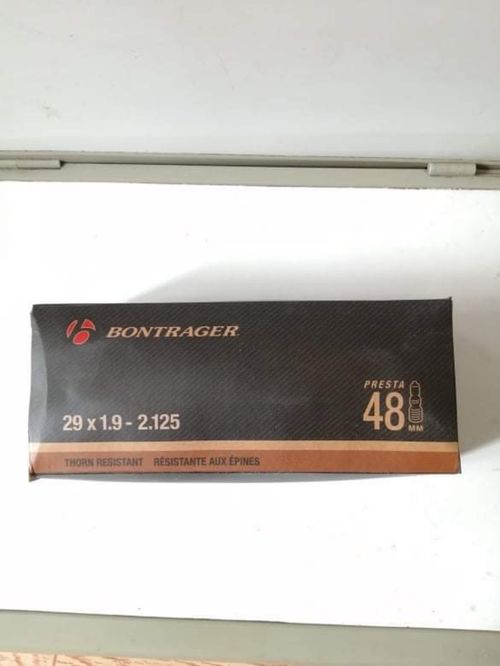 BONTRAGER
PRESTA
48 MM
29 x 1.9 - 2.125
THORN RESISTANT RÉSISTANTE AUX ÉPINES